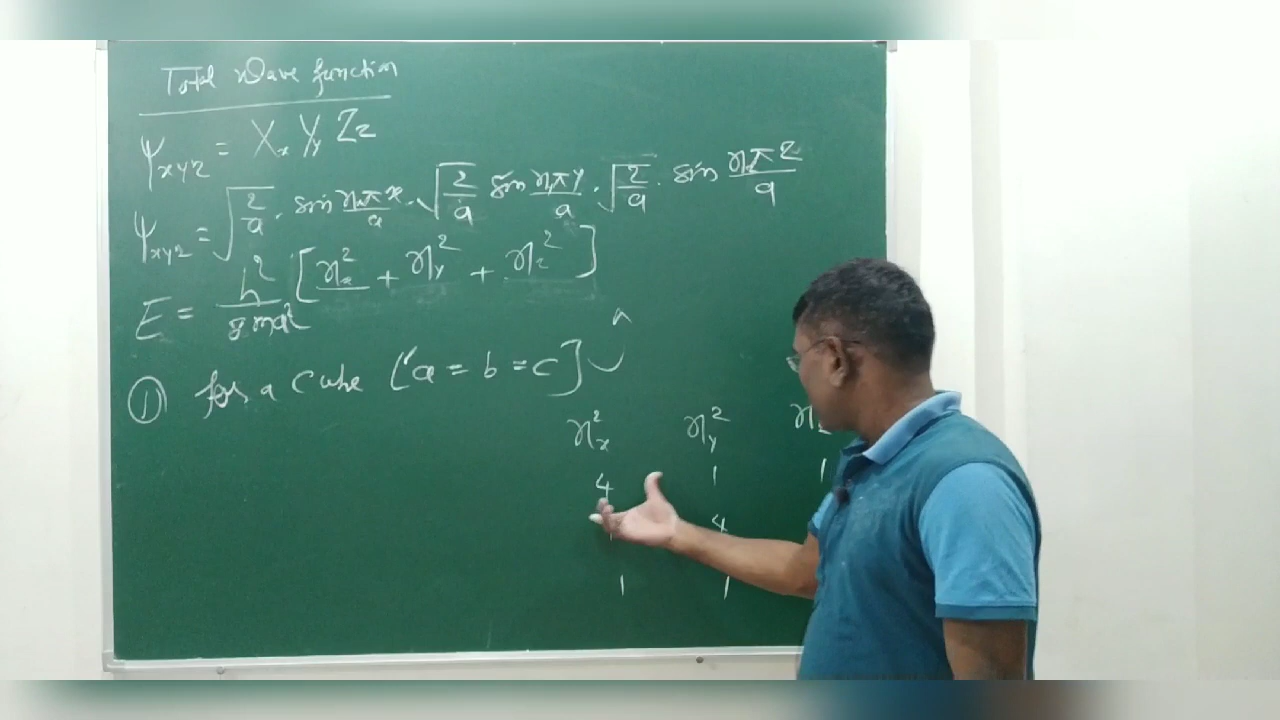 Total Wave function
ψxyz = Xx Yy Zz
ψxyz = √2/a · sin nxπx/a · √2/a sin nyπy/a · √2/a · sin nzπz/a
E = h²/8ma² [nx² + ny² + nz²]
① for a Cube [a = b = c]
nx² ny²
4 1 1
4
1 1